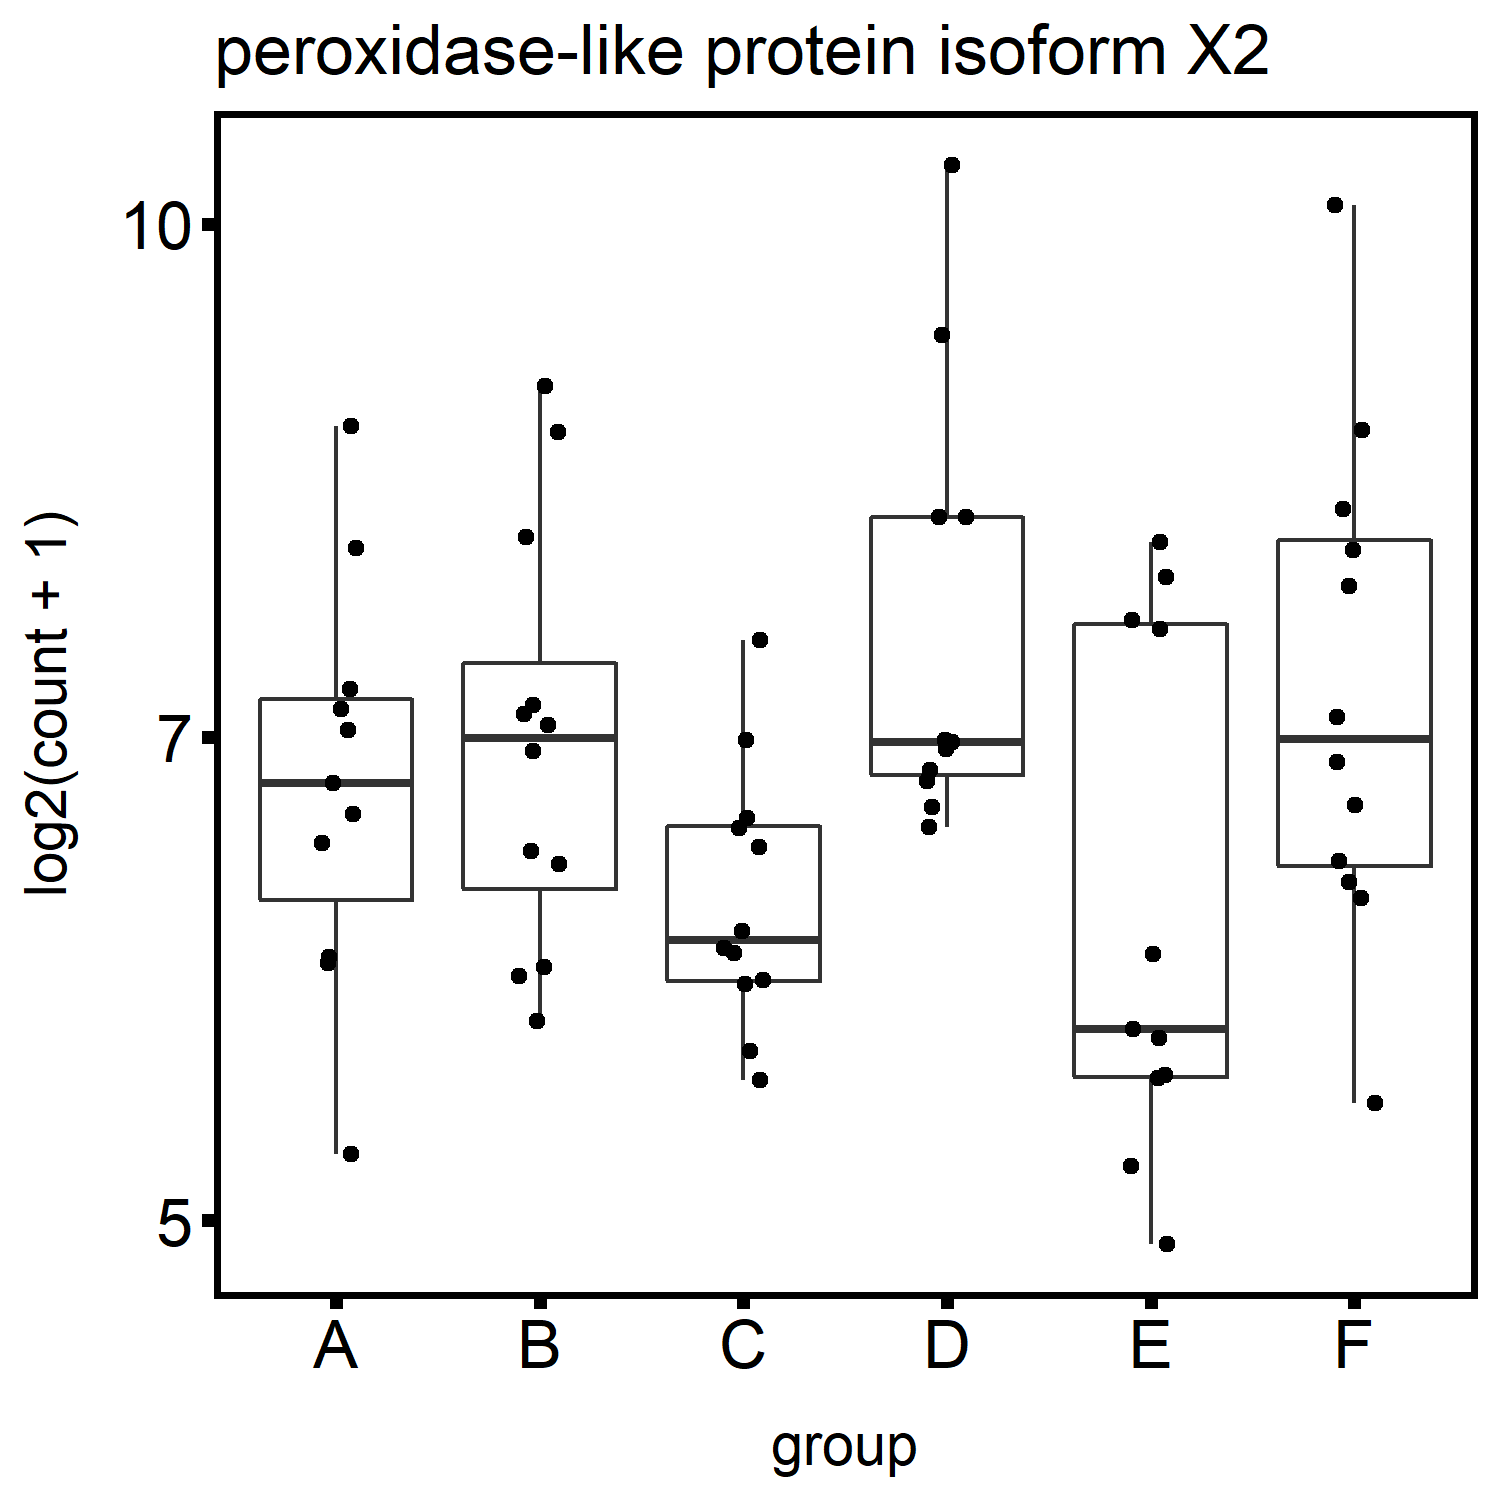 peroxidase-like protein isoform X2
log2(count + 1)
10
7
5
A B C D E F
group